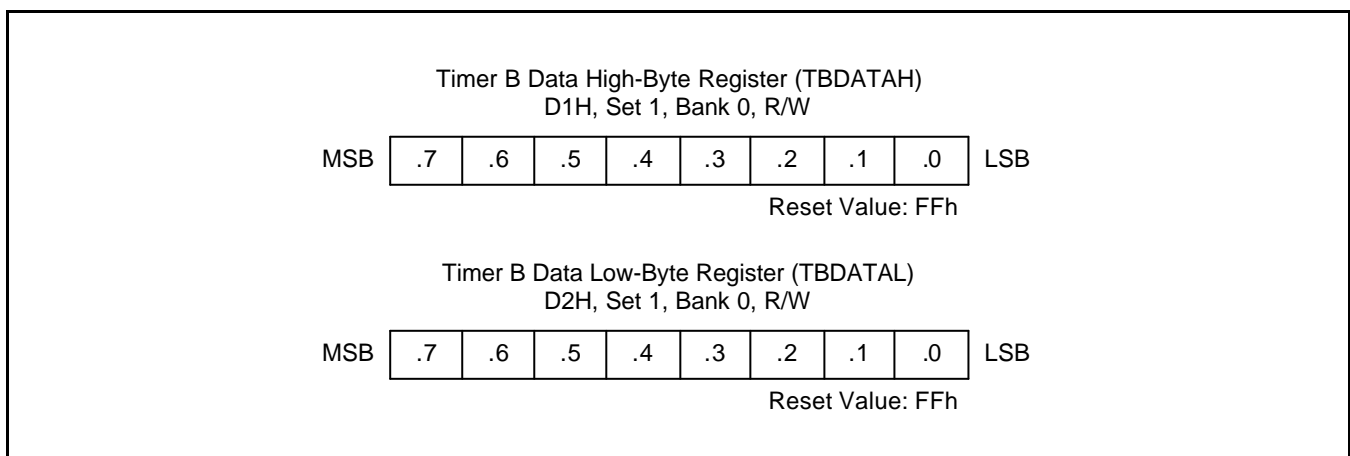 Timer B Data High-Byte Register (TBDATAH)
D1H, Set 1, Bank 0, R/W
MSB .7 .6 .5 .4 .3 .2 .1 .0 LSB
Reset Value: FFh
Timer B Data Low-Byte Register (TBDATAL)
D2H, Set 1, Bank 0, R/W
MSB .7 .6 .5 .4 .3 .2 .1 .0 LSB
Reset Value: FFh